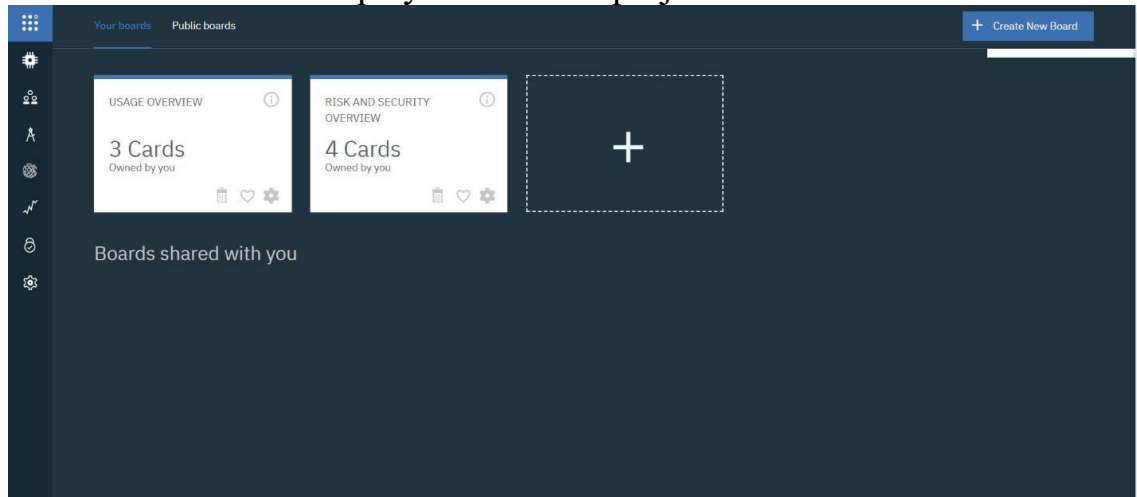 Your boards Public boards
+ Create New Board
USAGE OVERVIEW
3 Cards
Owned by you
RISK AND SECURITY
OVERVIEW
4 Cards
Owned by you
Boards shared with you